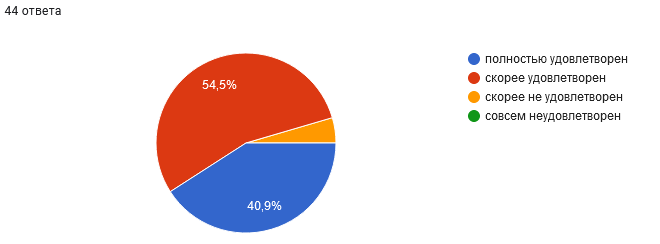 44 ответа
54,5%
40,9%
полностью удовлетворен
скорее удовлетворен
скорее не удовлетворен
совсем неудовлетворен